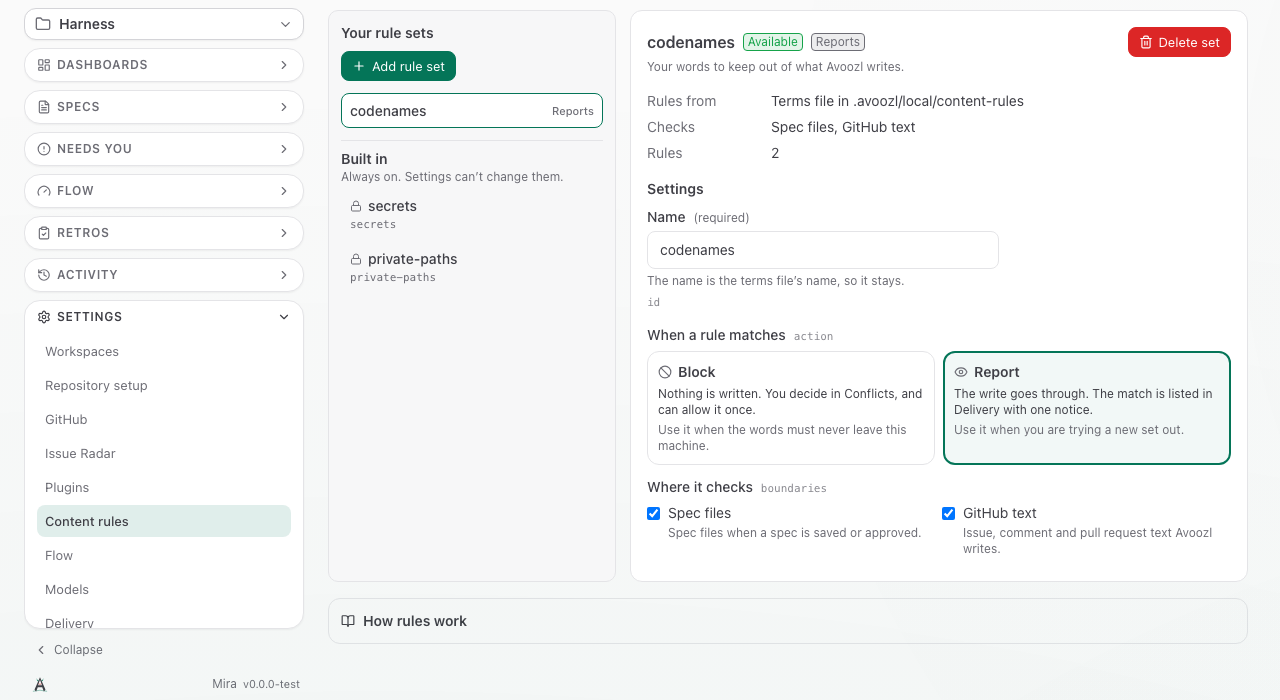 Harness
DASHBOARDS
SPECS
NEEDS YOU
FLOW
RETROS
ACTIVITY
SETTINGS
Workspaces
Repository setup
GitHub
Issue Radar
Plugins
Content rules
Flow
Models
Delivery
Collapse
Mira v0.0.0-test
Your rule sets
Add rule set
codenames Reports
Built in
Always on. Settings can’t change them.
secrets
secrets
private-paths
private-paths
codenames Available Reports
Delete set
Your words to keep out of what Avoozl writes.
Rules from Terms file in .avoozl/local/content-rules
Checks Spec files, GitHub text
Rules 2
Settings
Name (required)
codenames
The name is the terms file’s name, so it stays.
id
When a rule matches action
Block
Nothing is written. You decide in Conflicts, and
can allow it once.
Use it when the words must never leave this
machine.
Report
The write goes through. The match is listed in
Delivery with one notice.
Use it when you are trying a new set out.
Where it checks boundaries
Spec files
Spec files when a spec is saved or approved.
GitHub text
Issue, comment and pull request text Avoozl
writes.
How rules work